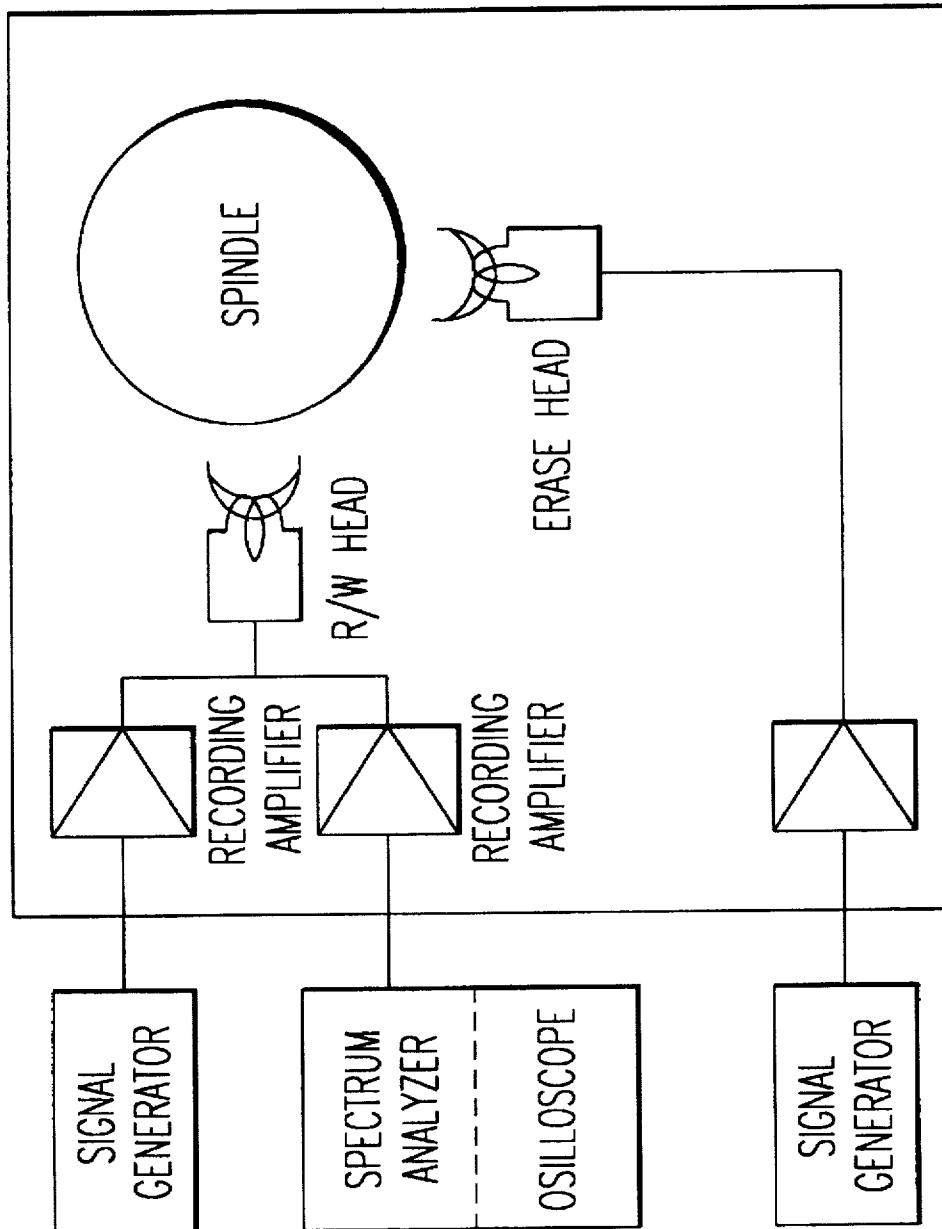 SIGNAL
GENERATOR
RECORDING
AMPLIFIER
R/W HEAD
SPINDLE
SPECTRUM
ANALYZER
OSILLOSCOPE
RECORDING
AMPLIFIER
ERASE HEAD
SIGNAL
GENERATOR